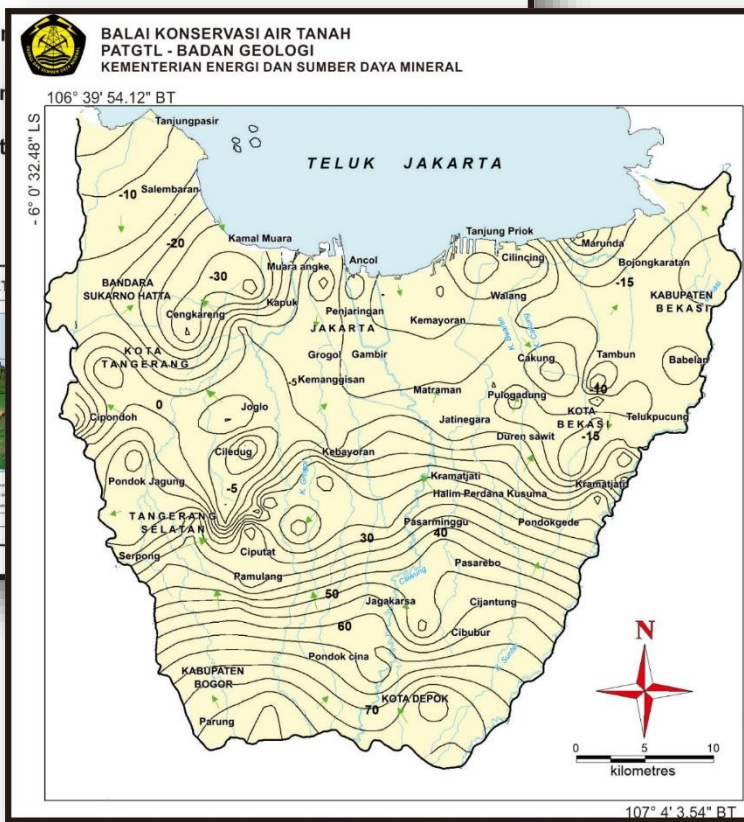 BALAI KONSERVASI AIR TANAH
PATGTL - BADAN GEOLOGI
KEMENTERIAN ENERGI DAN SUMBER DAYA MINERAL
106° 39' 54.12" BT
- 6° 0' 32.48" LS
Tanjungpasir
TELUK JAKARTA
-10
Salembaran
-20
Kamal Muara
Tanjung Priok
Marunda
Ancol
Cilincing
Muara angke
Bojongkaratan
-30
-15
BANDARA
SUKARNO HATTA
Kapuk
Walang
KABUPATEN
BEKASI
Penjaringan
Cengkareng
JAKARTA
Kemayoran
K. Cakung
KOTA
TANGERANG
Grogol
Gambir
Cakung
Tambun
Babelan
-5
Kemanggisan
Matraman
Pulogadung
-10
0
Joglo
KOTA
BEKASI
Cipondoh
Jatinegara
Telukpucung
Duren sawit
-15
Ciledug
Kebayoran
Pondok Jagung
-5
K. Grogol
Kramatjati
Kramatjati
Halim Perdana Kusuma
TANGERANG
SELATAN
Pasarminggu
Pondokgede
30
40
Serpong
Ciputat
Pasarebo
Pamulang
Ciliwung
50
Jagakarsa
Cijantung
60
Cibubur
Pondok cina
K. Sunter
KABUPATEN
BOGOR
KOTA DEPOK
70
Parung
N
0 5 10
kilometres
107° 4' 3.54" BT